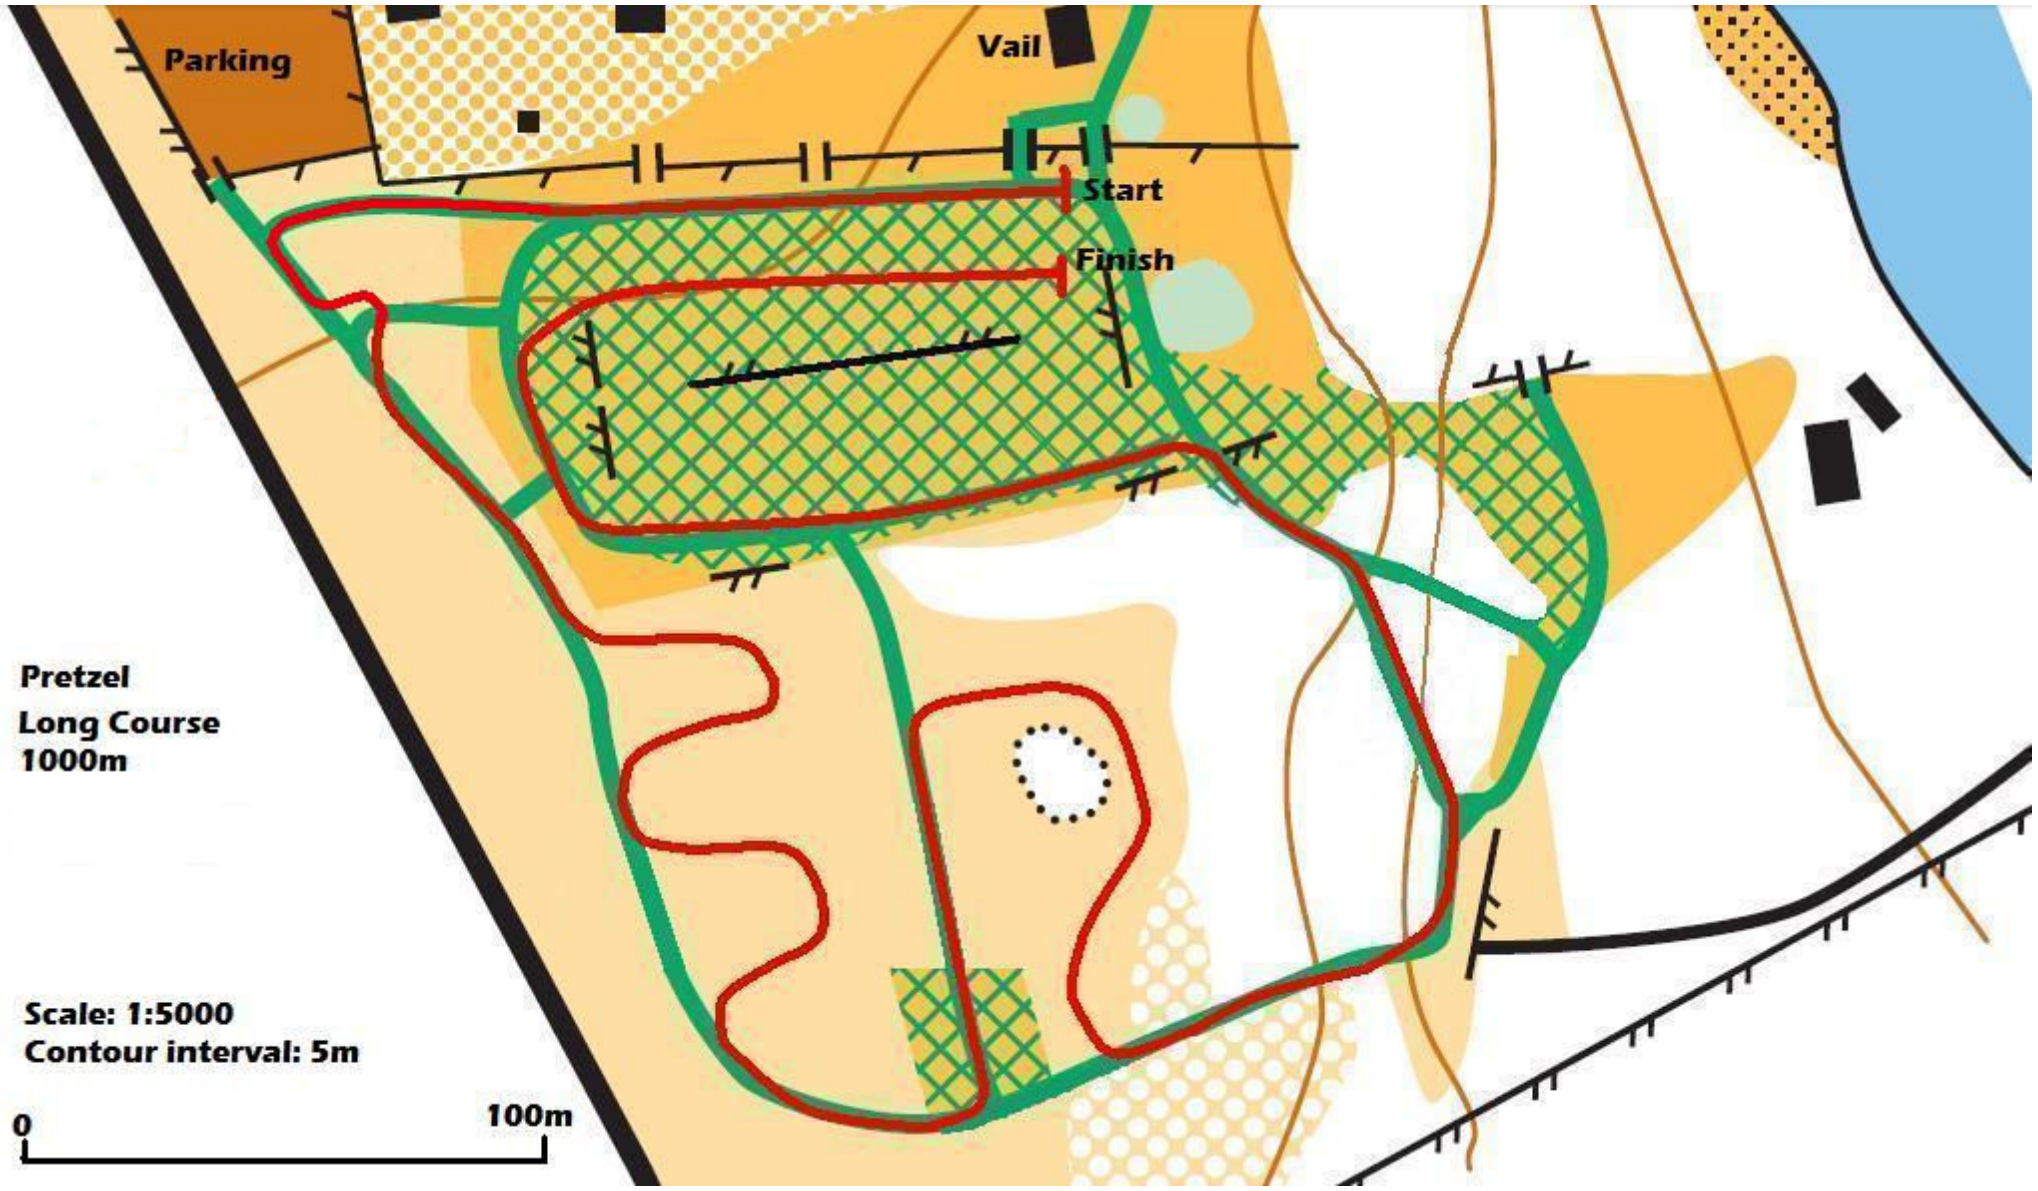 Parking
Vail
Start
Finish
Pretzel
Long Course
1000m
Scale: 1:5000
Contour interval: 5m
0
100m